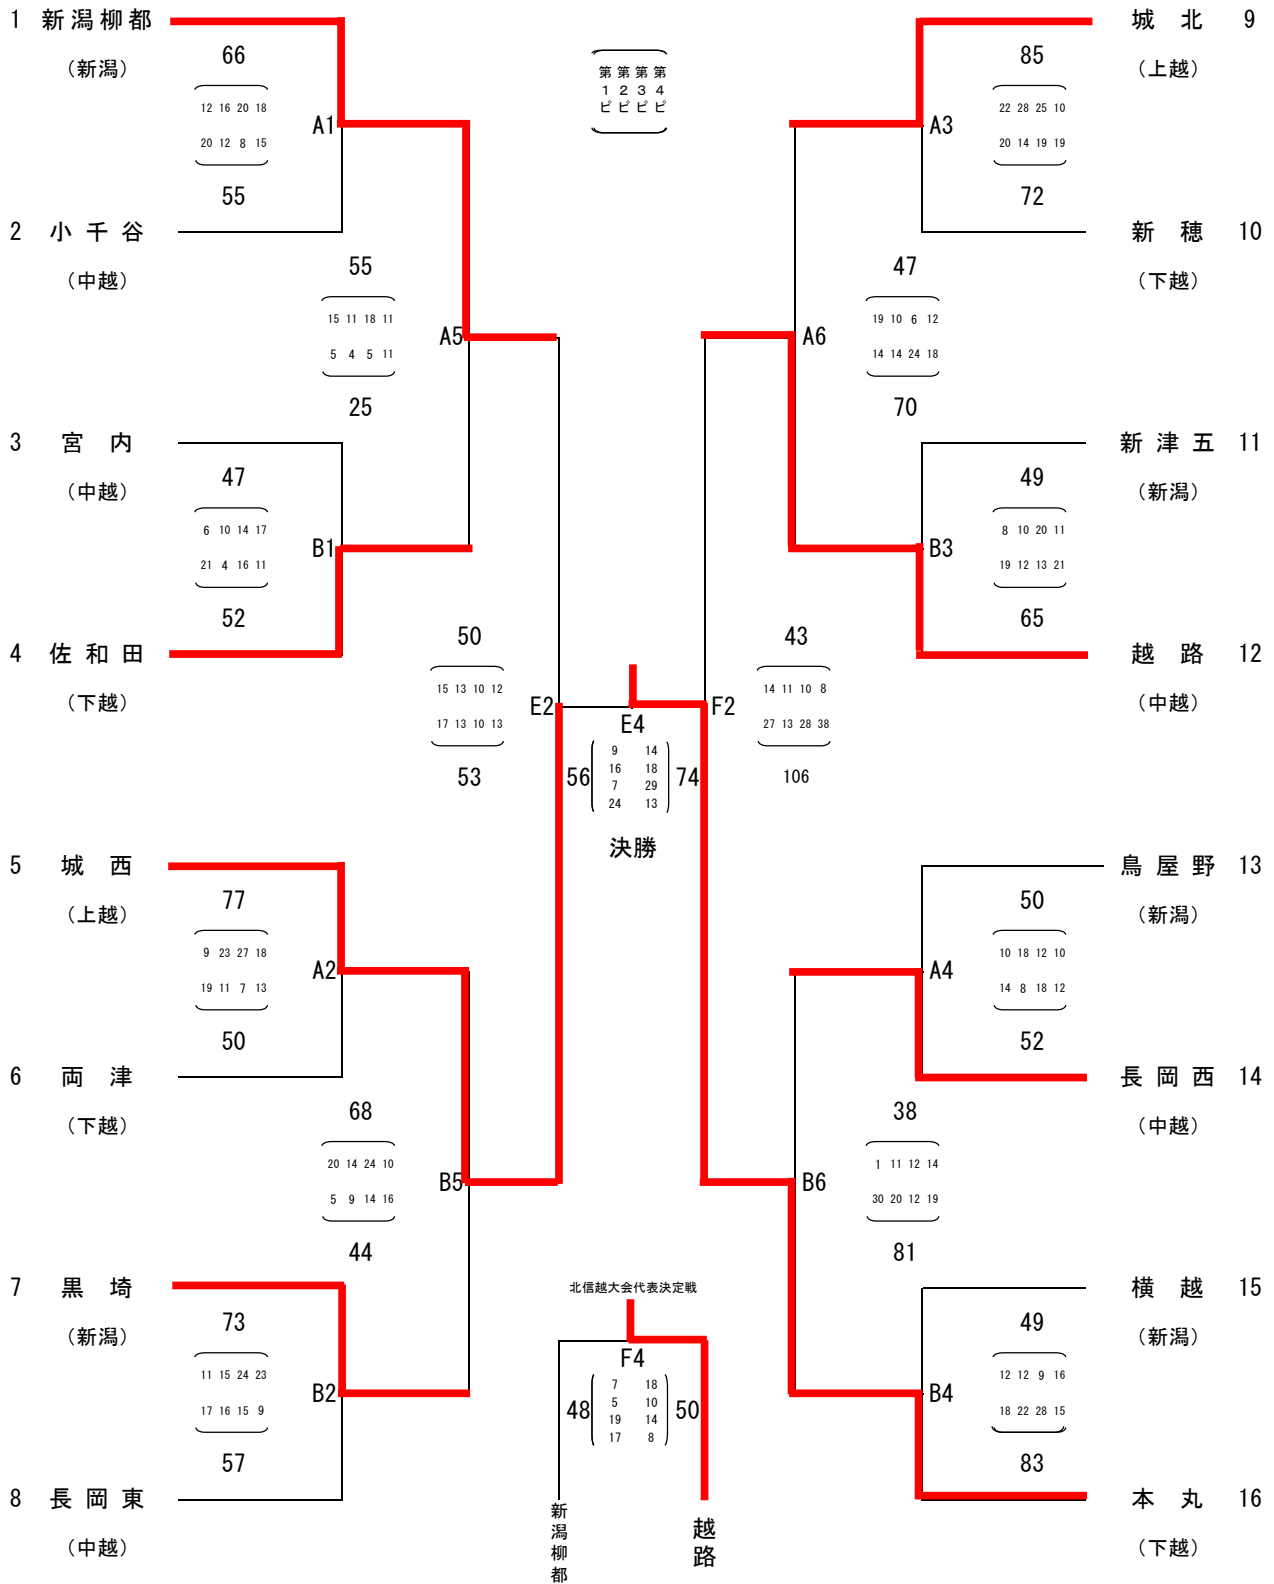 1 新潟柳都
（新潟）
66
12 16 20 18
20 12 8 15
55
A1
2 小千谷
（中越）
55
15 11 18 11
5 4 5 11
25
A5
3 宮内
（中越）
47
6 10 14 17
21 4 16 11
52
B1
4 佐和田
（下越）
50
15 13 10 12
17 13 10 13
53
E2
5 城西
（上越）
77
9 23 27 18
19 11 7 13
50
A2
6 両津
（下越）
68
20 14 24 10
5 9 14 16
44
B5
7 黒埼
（新潟）
73
11 15 24 23
17 16 15 9
57
B2
8 長岡東
（中越）
第1ピ
第2ピ
第3ピ
第4ピ
E4
56
9 14
16 18
7 29
24 13
74
決勝
北信越大会代表決定戦
F4
48
7 18
5 10
19 14
17 8
50
新潟柳都
越路
城北 9
（上越）
85
22 28 25 10
20 14 19 19
72
A3
新穂 10
（下越）
47
19 10 6 12
14 14 24 18
70
A6
新津五 11
（新潟）
49
8 10 20 11
19 12 13 21
65
B3
越路 12
（中越）
43
14 11 10 8
27 13 28 38
106
F2
鳥屋野 13
（新潟）
50
10 18 12 10
14 8 18 12
52
A4
長岡西 14
（中越）
38
1 11 12 14
30 20 12 19
81
B6
横越 15
（新潟）
49
12 12 9 16
18 22 28 15
83
B4
本丸 16
（下越）